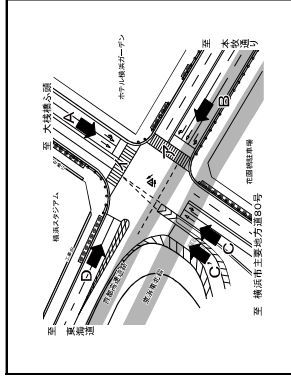 至 本牧通り
ホテル横浜ガーデン
至 大桟橋ふ頭
A
B
横浜スタジアム
花園橋駐車場
D
C
C'
首都高速道路
至 東海道
至 横浜市主要地方道80号